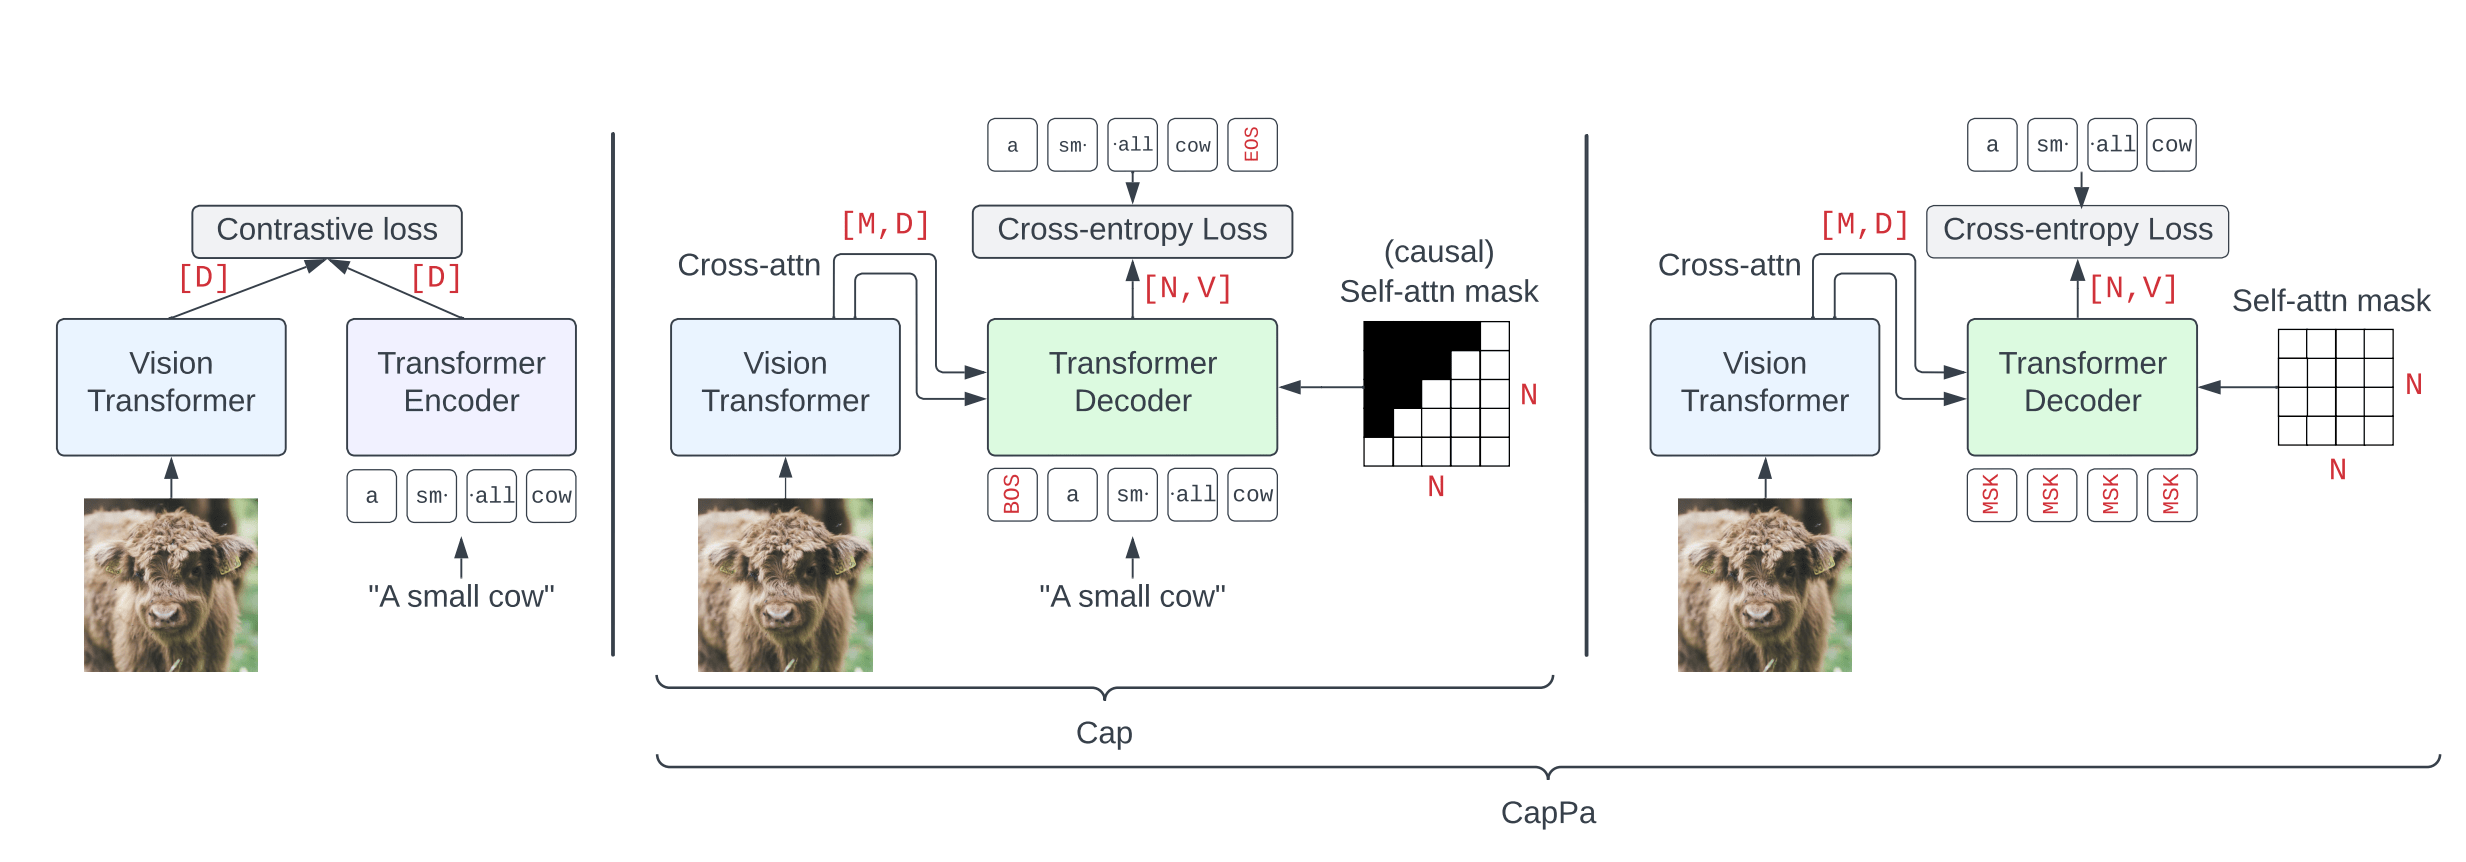 Contrastive loss
[D]
[D]
Vision
Transformer
Transformer
Encoder
a
sm·
·all
cow
"A small cow"
a
sm·
·all
cow
EOS
Cross-entropy Loss
[M,D]
Cross-attn
[N,V]
(causal)
Self-attn mask
Vision
Transformer
Transformer
Decoder
N
N
BOS
a
sm·
·all
cow
"A small cow"
Cap
a
sm·
·all
cow
Cross-entropy Loss
[M,D]
Cross-attn
[N,V]
Self-attn mask
Vision
Transformer
Transformer
Decoder
N
N
MSK
MSK
MSK
MSK
CapPa